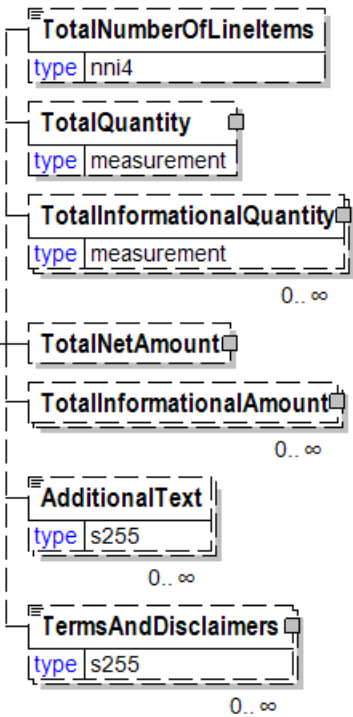 TotalNumberOfLineItems
type nni4
TotalQuantity
type measurement
TotalInformationalQuantity
type measurement
0.. ∞
TotalNetAmount
TotalInformationalAmount
0.. ∞
AdditionalText
type s255
0.. ∞
TermsAndDisclaimers
type s255
0.. ∞